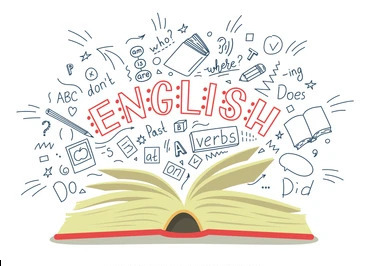 who?
am
is
are
where?
-ing
ABC
don't
Does
ENGLISH
Past
verbs
at
A
on
Do
Did